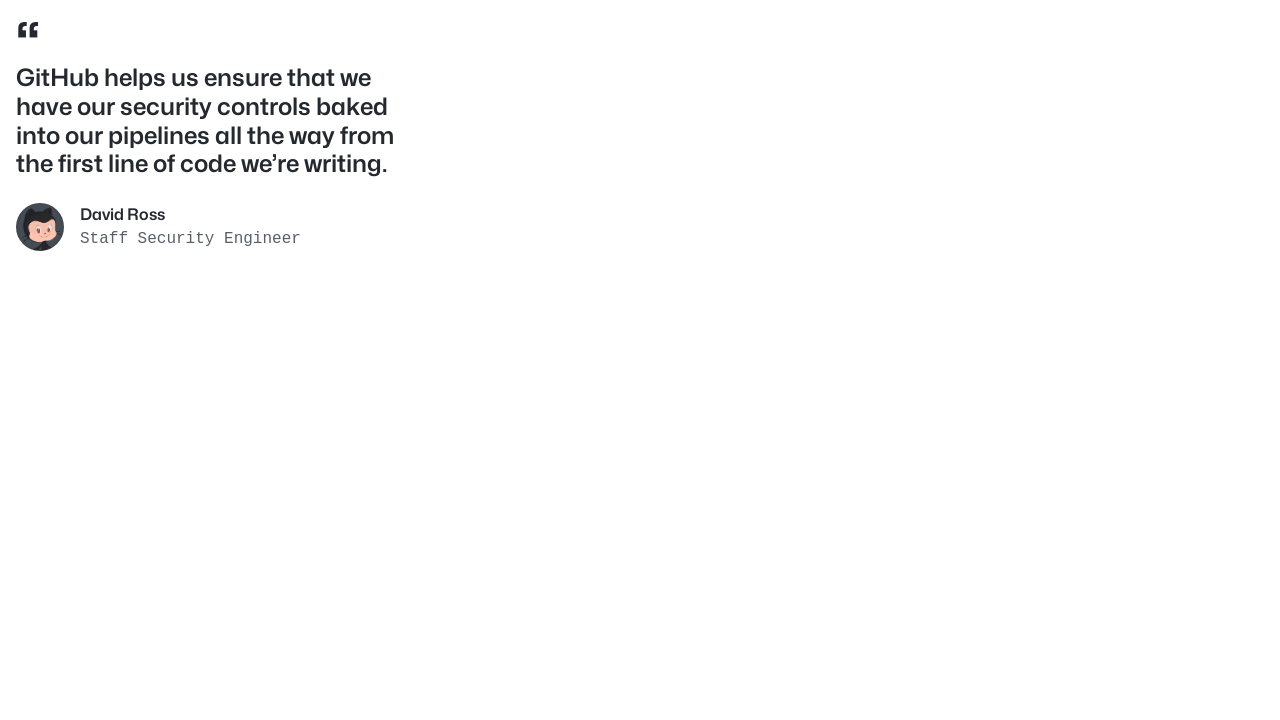 “
GitHub helps us ensure that we
have our security controls baked
into our pipelines all the way from
the first line of code we’re writing.
David Ross
Staff Security Engineer